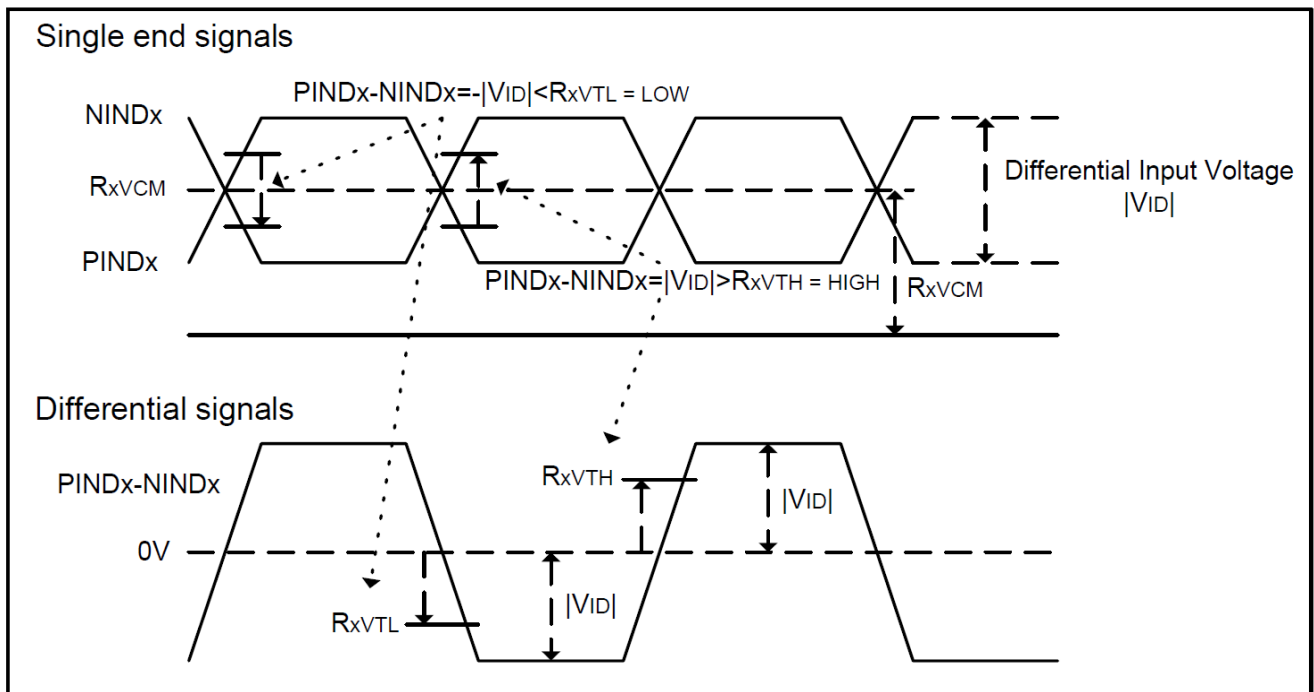 Single end signals
PINDx-NINDx=-|VID|<RxVTL = LOW
NINDx
RxVCM
Differential Input Voltage
|VID|
PINDx
PINDx-NINDx=|VID|>RxVTH = HIGH
RxVCM
Differential signals
PINDx-NINDx
RxVTH
|VID|
0V
|VID|
RxVTL